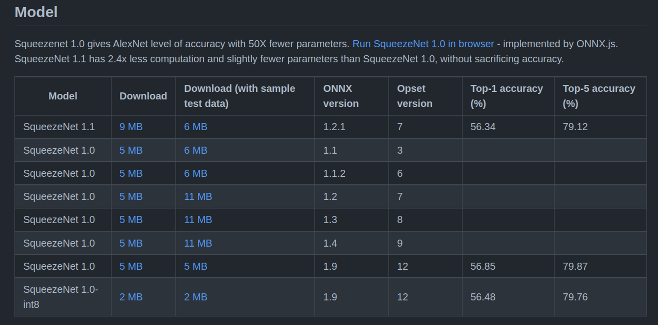 Model
Squeezenet 1.0 gives AlexNet level of accuracy with 50X fewer parameters. Run SqueezeNet 1.0 in browser - implemented by ONNX.js.
SqueezeNet 1.1 has 2.4x less computation and slightly fewer parameters than SqueezeNet 1.0, without sacrificing accuracy.
Model Download Download (with sample test data) ONNX version Opset version Top-1 accuracy (%) Top-5 accuracy (%)
SqueezeNet 1.1 9 MB 6 MB 1.2.1 7 56.34 79.12
SqueezeNet 1.0 5 MB 6 MB 1.1 3
SqueezeNet 1.0 5 MB 6 MB 1.1.2 6
SqueezeNet 1.0 5 MB 11 MB 1.2 7
SqueezeNet 1.0 5 MB 11 MB 1.3 8
SqueezeNet 1.0 5 MB 11 MB 1.4 9
SqueezeNet 1.0 5 MB 5 MB 1.9 12 56.85 79.87
SqueezeNet 1.0-int8 2 MB 2 MB 1.9 12 56.48 79.76